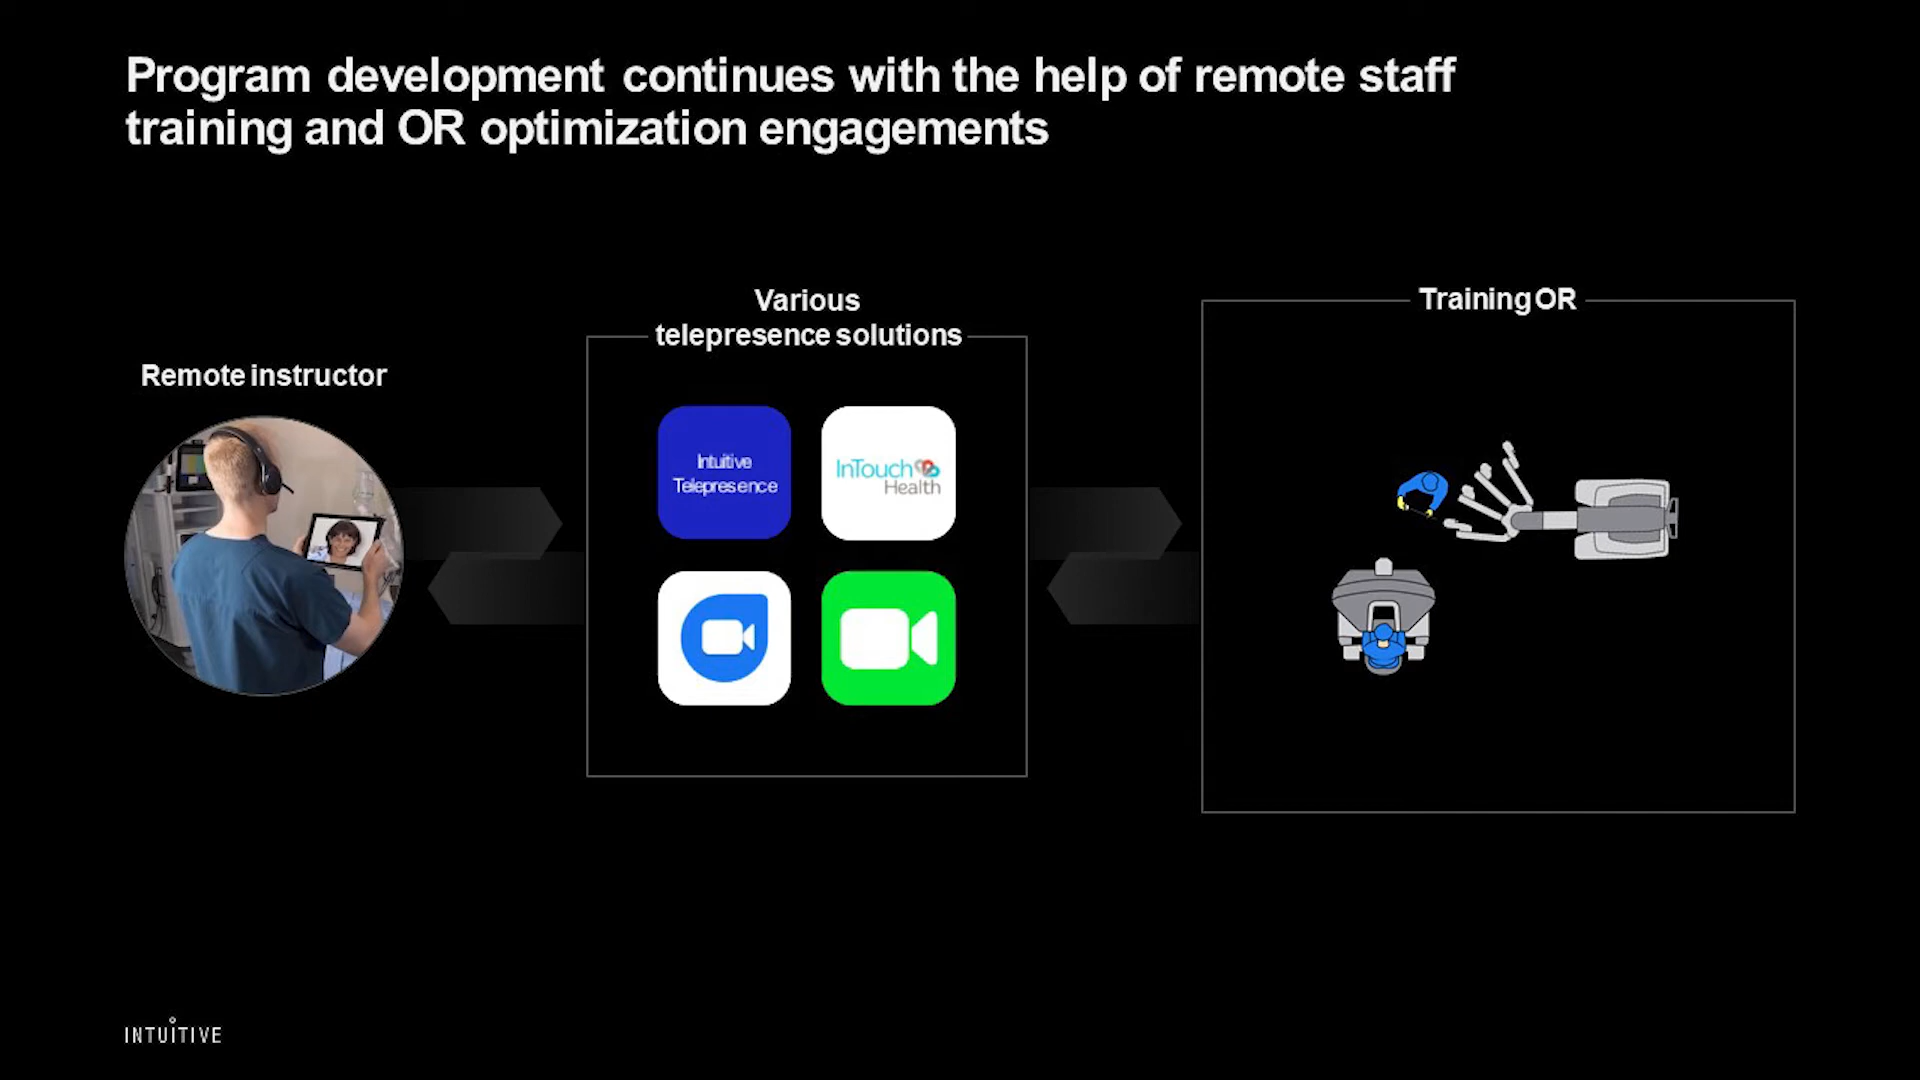 Program development continues with the help of remote staff
training and OR optimization engagements
Remote instructor
Various
telepresence solutions
Intuitive
Telepresence
InTouch
Health
Training OR
INTUITIVE